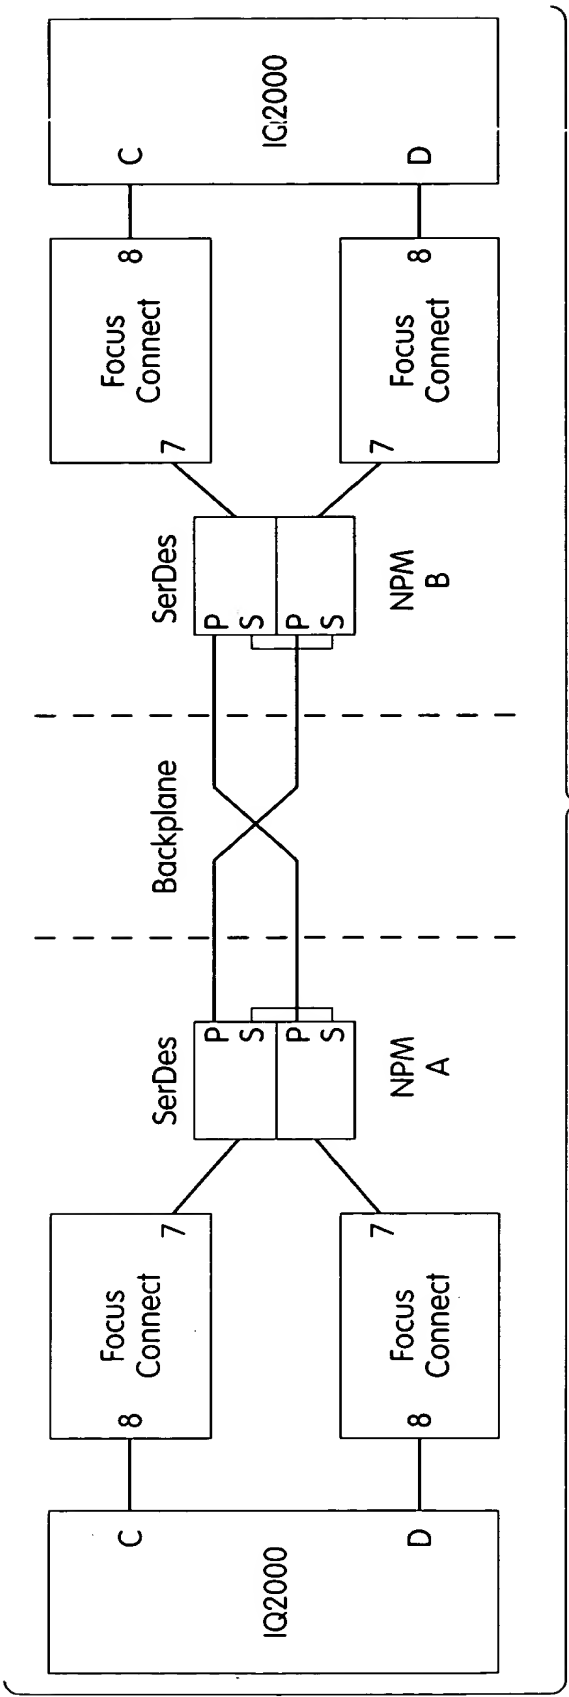 IQ2000
C
D
8
Focus
Connect
7
8
Focus
Connect
7
SerDes
P
S
P
S
NPM
A
Backplane
SerDes
P
S
P
S
NPM
B
7
Focus
Connect
8
7
Focus
Connect
8
C
D
IQ2000